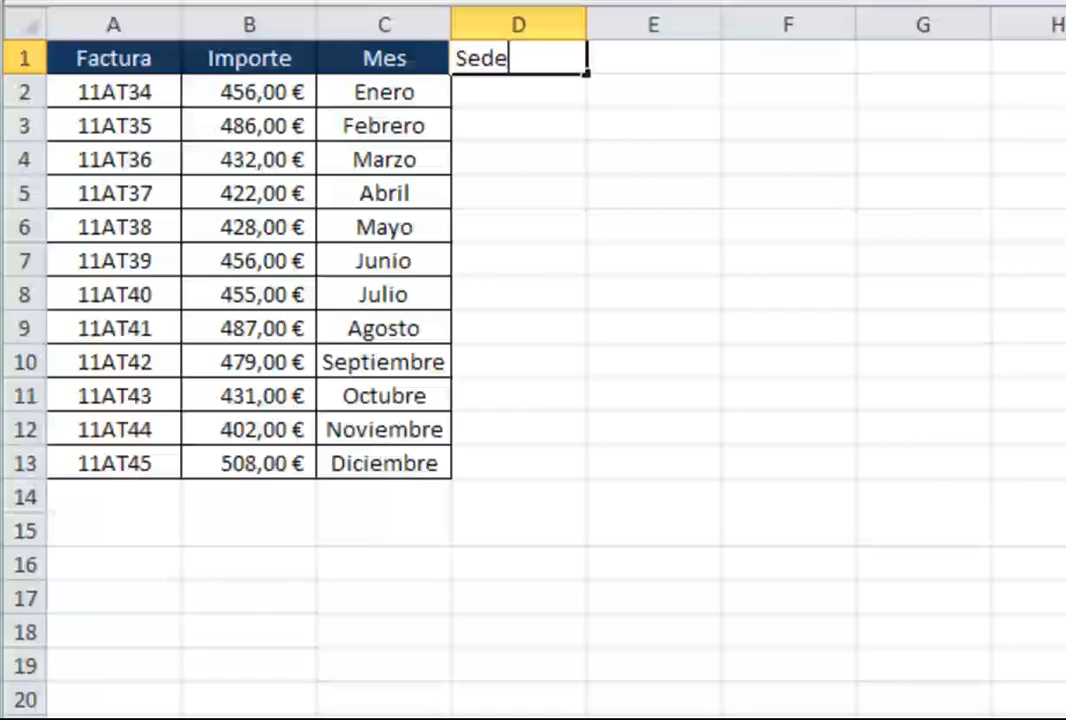 A B C D E F G H
1 Factura Importe Mes Sede
2 11AT34 456,00 € Enero
3 11AT35 486,00 € Febrero
4 11AT36 432,00 € Marzo
5 11AT37 422,00 € Abril
6 11AT38 428,00 € Mayo
7 11AT39 456,00 € Junio
8 11AT40 455,00 € Julio
9 11AT41 487,00 € Agosto
10 11AT42 479,00 € Septiembre
11 11AT43 431,00 € Octubre
12 11AT44 402,00 € Noviembre
13 11AT45 508,00 € Diciembre
14
15
16
17
18
19
20